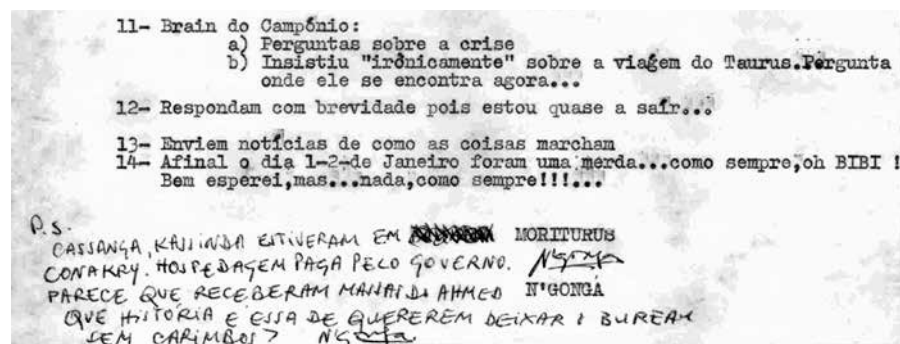 11- Brain do Campónio:
a) Perguntas sobre a crise
b) Insistiu "irônicamente" sobre a viagem do Taurus.Pergunta
onde ele se encontra agora...
12- Respondam com brevidade pois estou quase a saír...
13- Enviem notícias de como as coisas marcham
14- Afinal o dia 1-2-de Janeiro foram uma merda...como sempre,oh BIBI !
Bem esperei,mas...nada,como sempre!!!...
P.S.
CASSANGA, KASSINDA ESTIVERAM EM
MORITURUS
CONAKRY. HOSPEDAGEM PAGA PELO GOVERNO.
PARECE QUE RECEBERAM AHMED
N'GONGA
QUE HISTÓRIA É ESSA DE QUEREREM DEIXAR O BUREAU
SEM CARIMBOS?